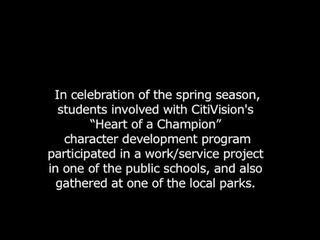 In celebration of the spring season,
students involved with CitiVision's
“Heart of a Champion”
character development program
participated in a work/service project
in one of the public schools, and also
gathered at one of the local parks.